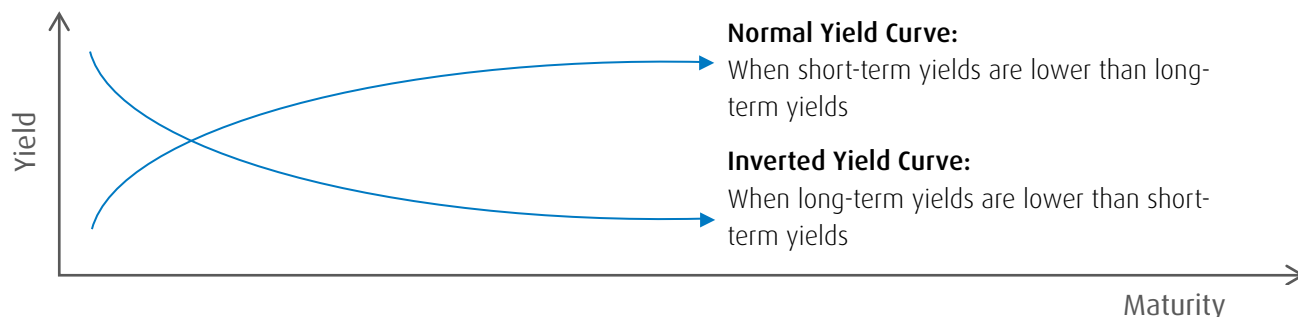 Normal Yield Curve:
When short-term yields are lower than long-
term yields
Yield
Inverted Yield Curve:
When long-term yields are lower than short-
term yields
Maturity